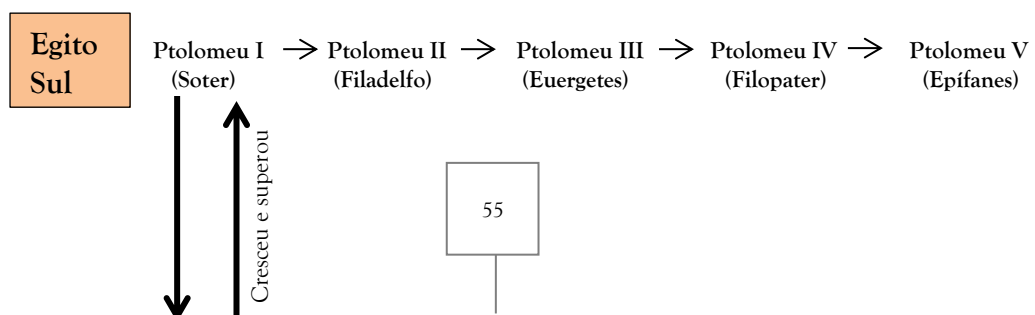 Egito
Sul
Ptolomeu I
(Soter)
Ptolomeu II
(Filadelfo)
Ptolomeu III
(Euergetes)
Ptolomeu IV
(Filopater)
Ptolomeu V
(Epífanes)
Cresceu e superou
55